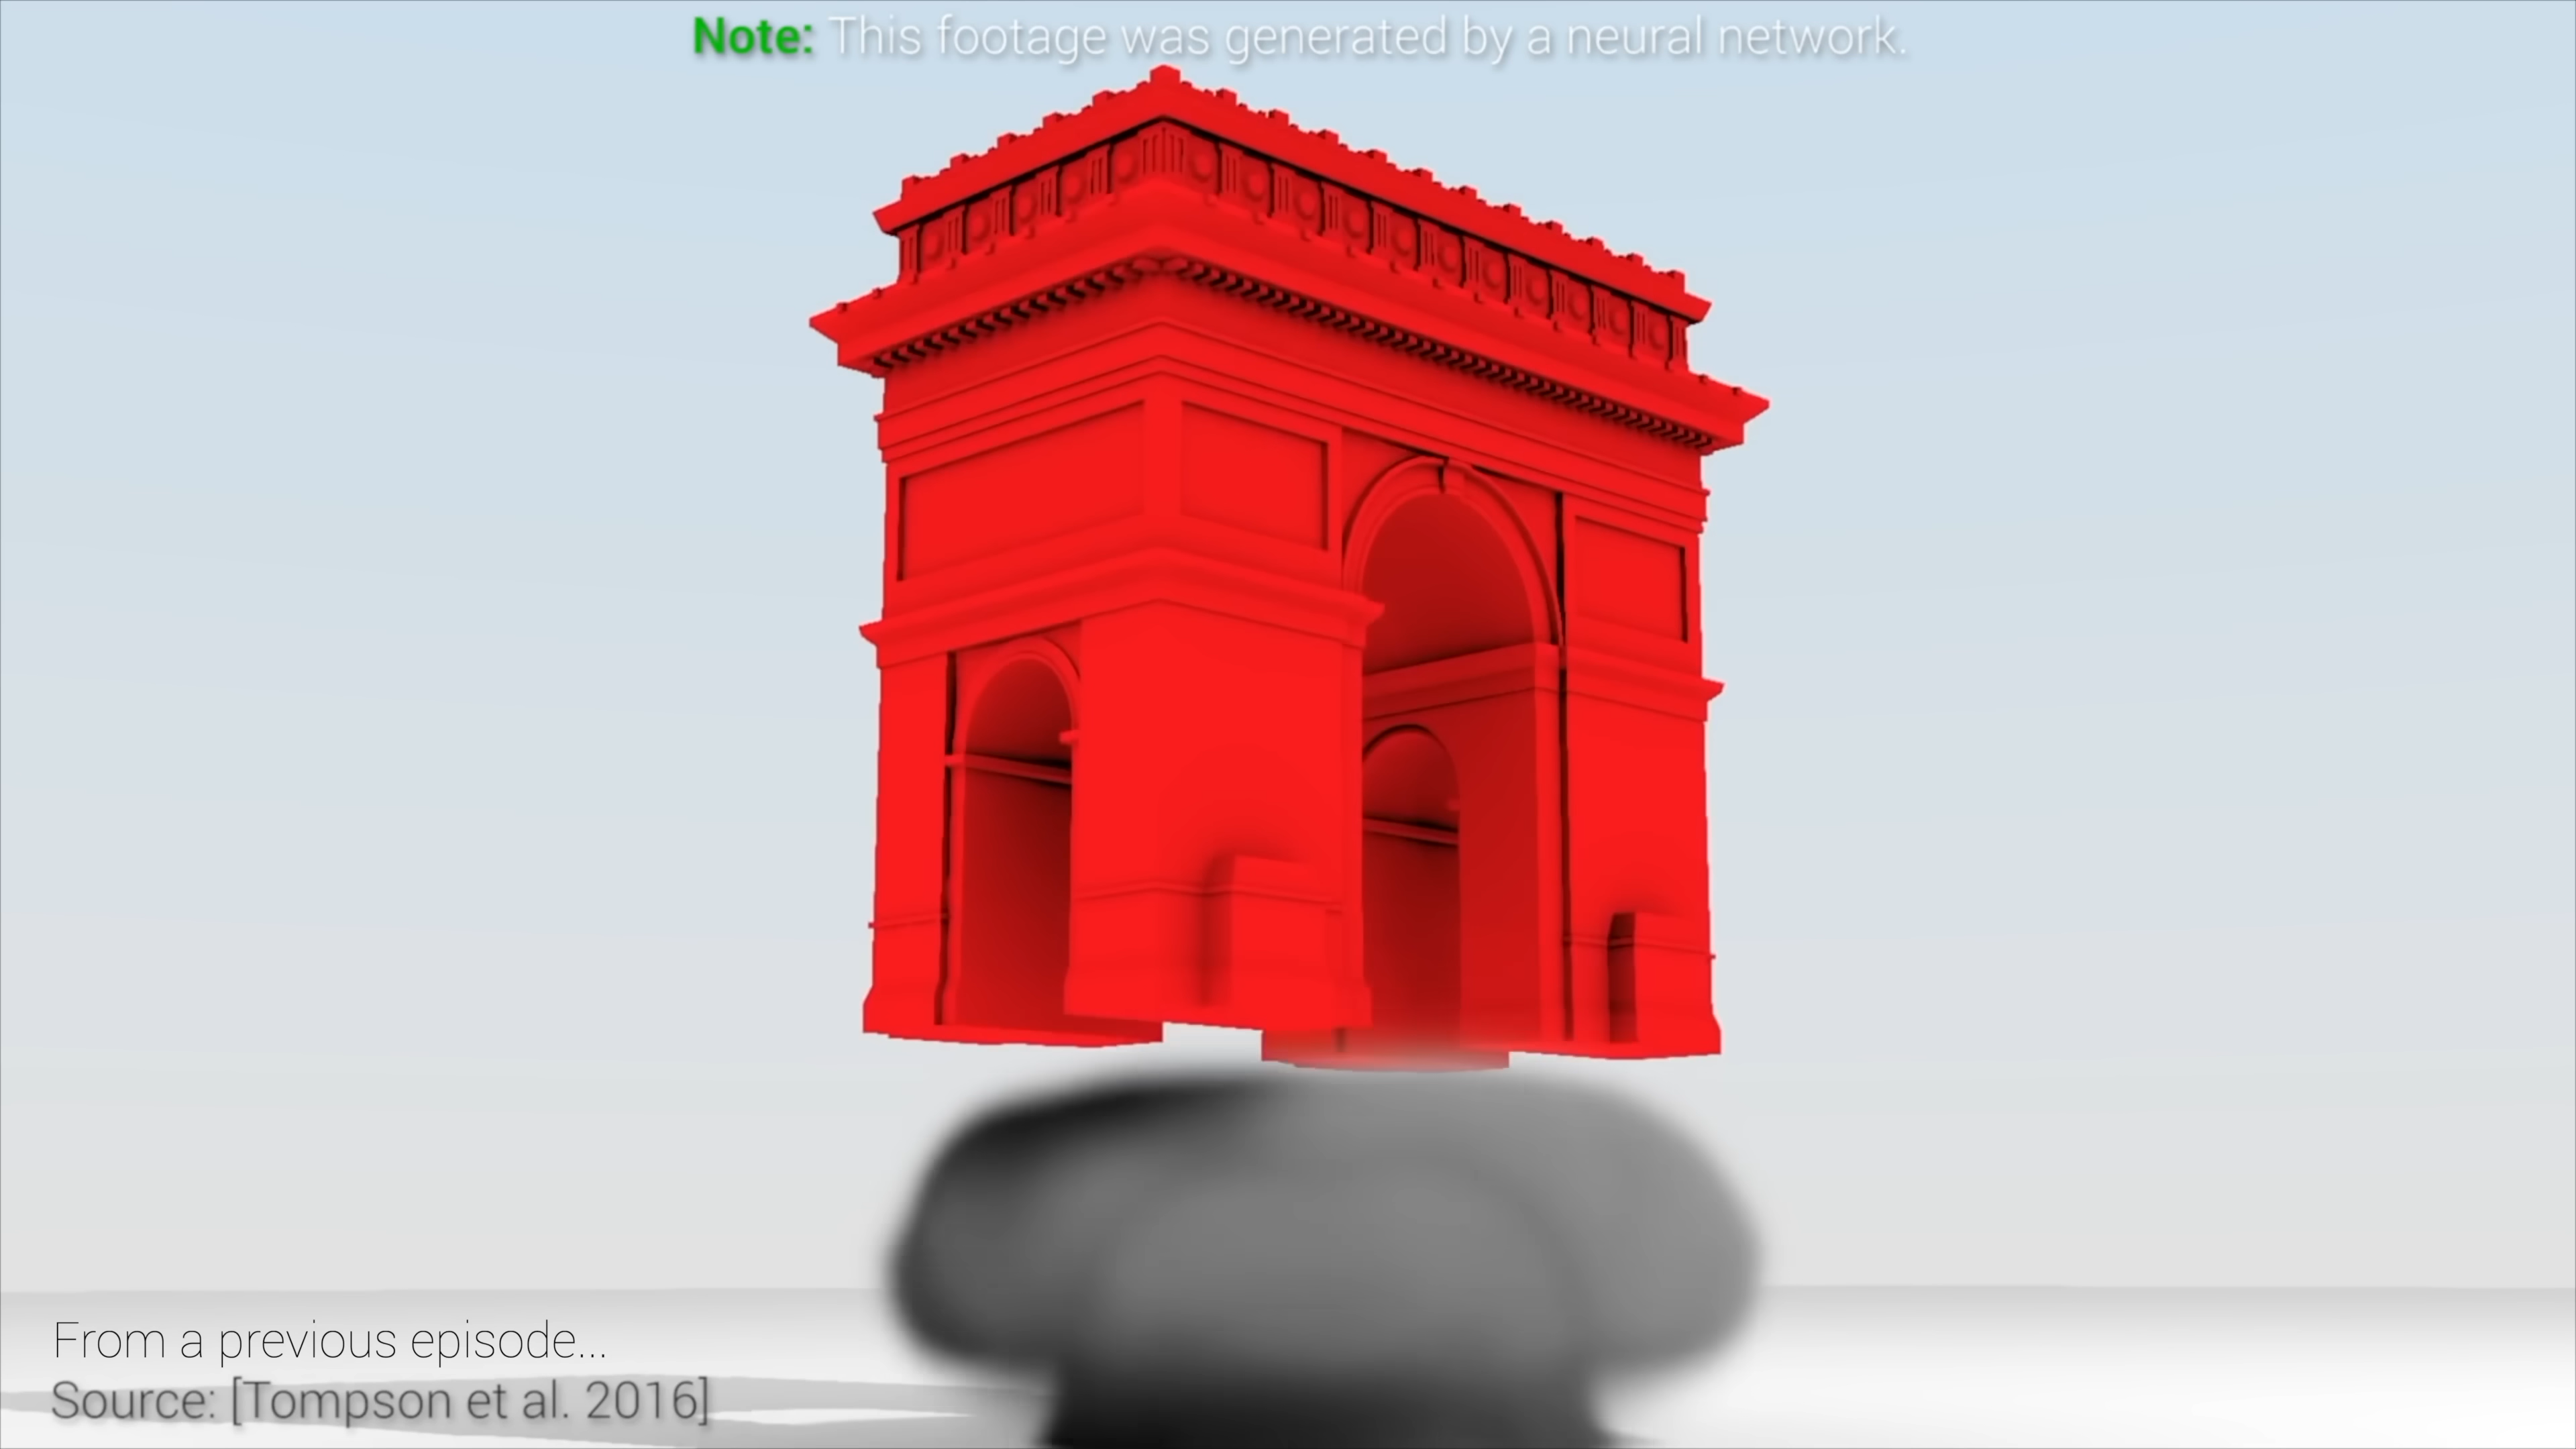 Note: This footage was generated by a neural network.
From a previous episode...
Source: [Tompson et al. 2016]